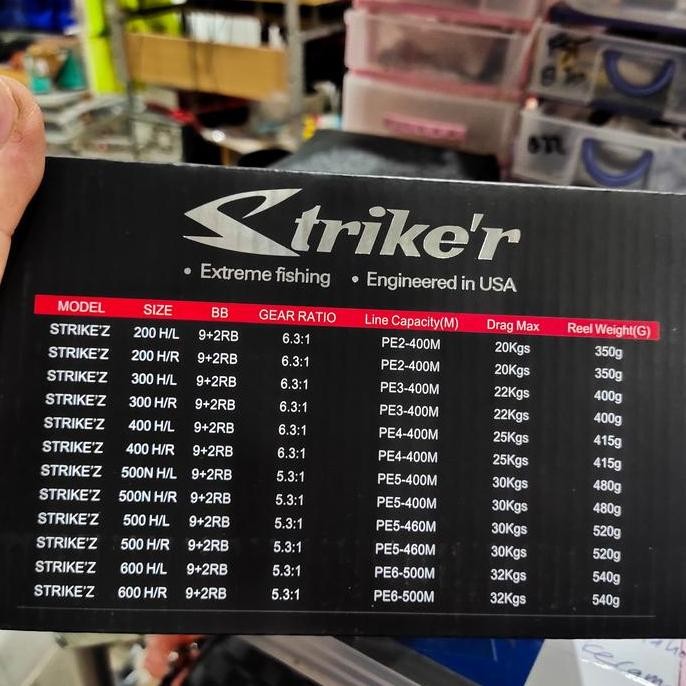 Strike'r
• Extreme fishing • Engineered in USA
MODEL SIZE BB GEAR RATIO Line Capacity(M) Drag Max Reel Weight(G)
STRIKE'Z 200 H/L 9+2RB 6.3:1 PE2-400M 20Kgs 350g
STRIKE'Z 200 H/R 9+2RB 6.3:1 PE2-400M 20Kgs 350g
STRIKE'Z 300 H/L 9+2RB 6.3:1 PE3-400M 22Kgs 400g
STRIKE'Z 300 H/R 9+2RB 6.3:1 PE3-400M 22Kgs 400g
STRIKE'Z 400 H/L 9+2RB 6.3:1 PE4-400M 25Kgs 415g
STRIKE'Z 400 H/R 9+2RB 6.3:1 PE4-400M 25Kgs 415g
STRIKE'Z 500N H/L 9+2RB 5.3:1 PE5-400M 30Kgs 480g
STRIKE'Z 500N H/R 9+2RB 5.3:1 PE5-400M 30Kgs 480g
STRIKE'Z 500 H/L 9+2RB 5.3:1 PE5-460M 30Kgs 520g
STRIKE'Z 500 H/R 9+2RB 5.3:1 PE5-460M 30Kgs 520g
STRIKE'Z 600 H/L 9+2RB 5.3:1 PE6-500M 32Kgs 540g
STRIKE'Z 600 H/R 9+2RB 5.3:1 PE6-500M 32Kgs 540g